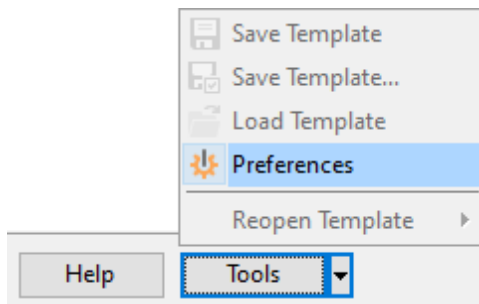 Save Template
Save Template...
Load Template
Preferences
Reopen Template
Help
Tools